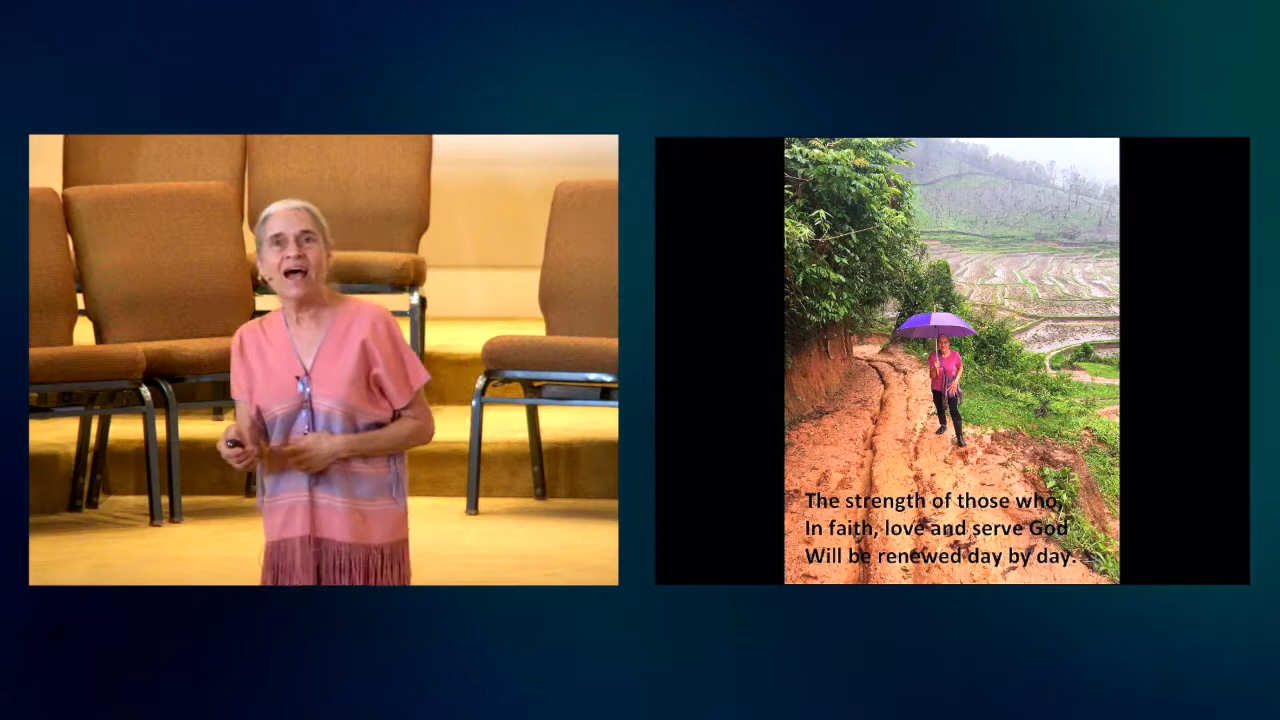 The strength of those who,
In faith, love and serve God
Will be renewed day by day.